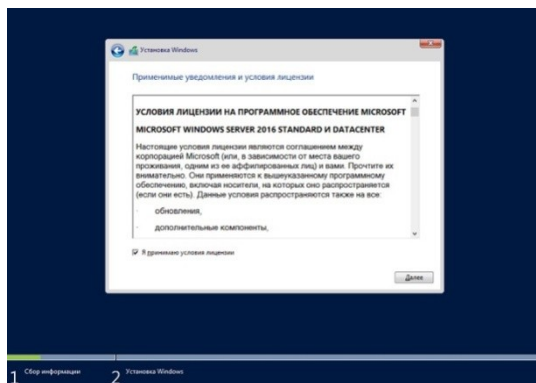 Установка Windows
Применимые уведомления и условия лицензии
УСЛОВИЯ ЛИЦЕНЗИИ НА ПРОГРАММНОЕ ОБЕСПЕЧЕНИЕ MICROSOFT
MICROSOFT WINDOWS SERVER 2016 STANDARD И DATACENTER
Настоящие условия лицензии являются соглашением между
корпорацией Microsoft (или, в зависимости от места вашего
проживания, одним из ее аффилированных лиц) и вами. Прочтите их
внимательно. Они применяются к вышеуказанному программному
обеспечению, включая носители, на которых оно распространяется
(если они есть). Данные условия распространяются также на все:
· обновления,
· дополнительные компоненты,
Я принимаю условия лицензии
Далее
1 Сбор информации
2 Установка Windows